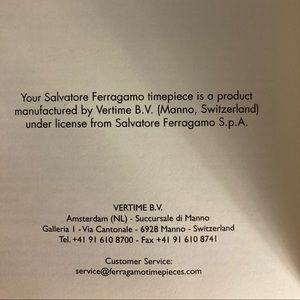 Your Salvatore Ferragamo timepiece is a product
manufactured by Vertime B.V. (Manno, Switzerland)
under license from Salvatore Ferragamo S.p.A.
VERTIME B.V.
Amsterdam (NL) - Succursale di Manno
Galleria 1 - Via Cantonale - 6928 Manno - Switzerland
Tel. +41 91 610 8700 - Fax +41 91 610 8741
Customer Service:
service@ferragamotimepieces.com